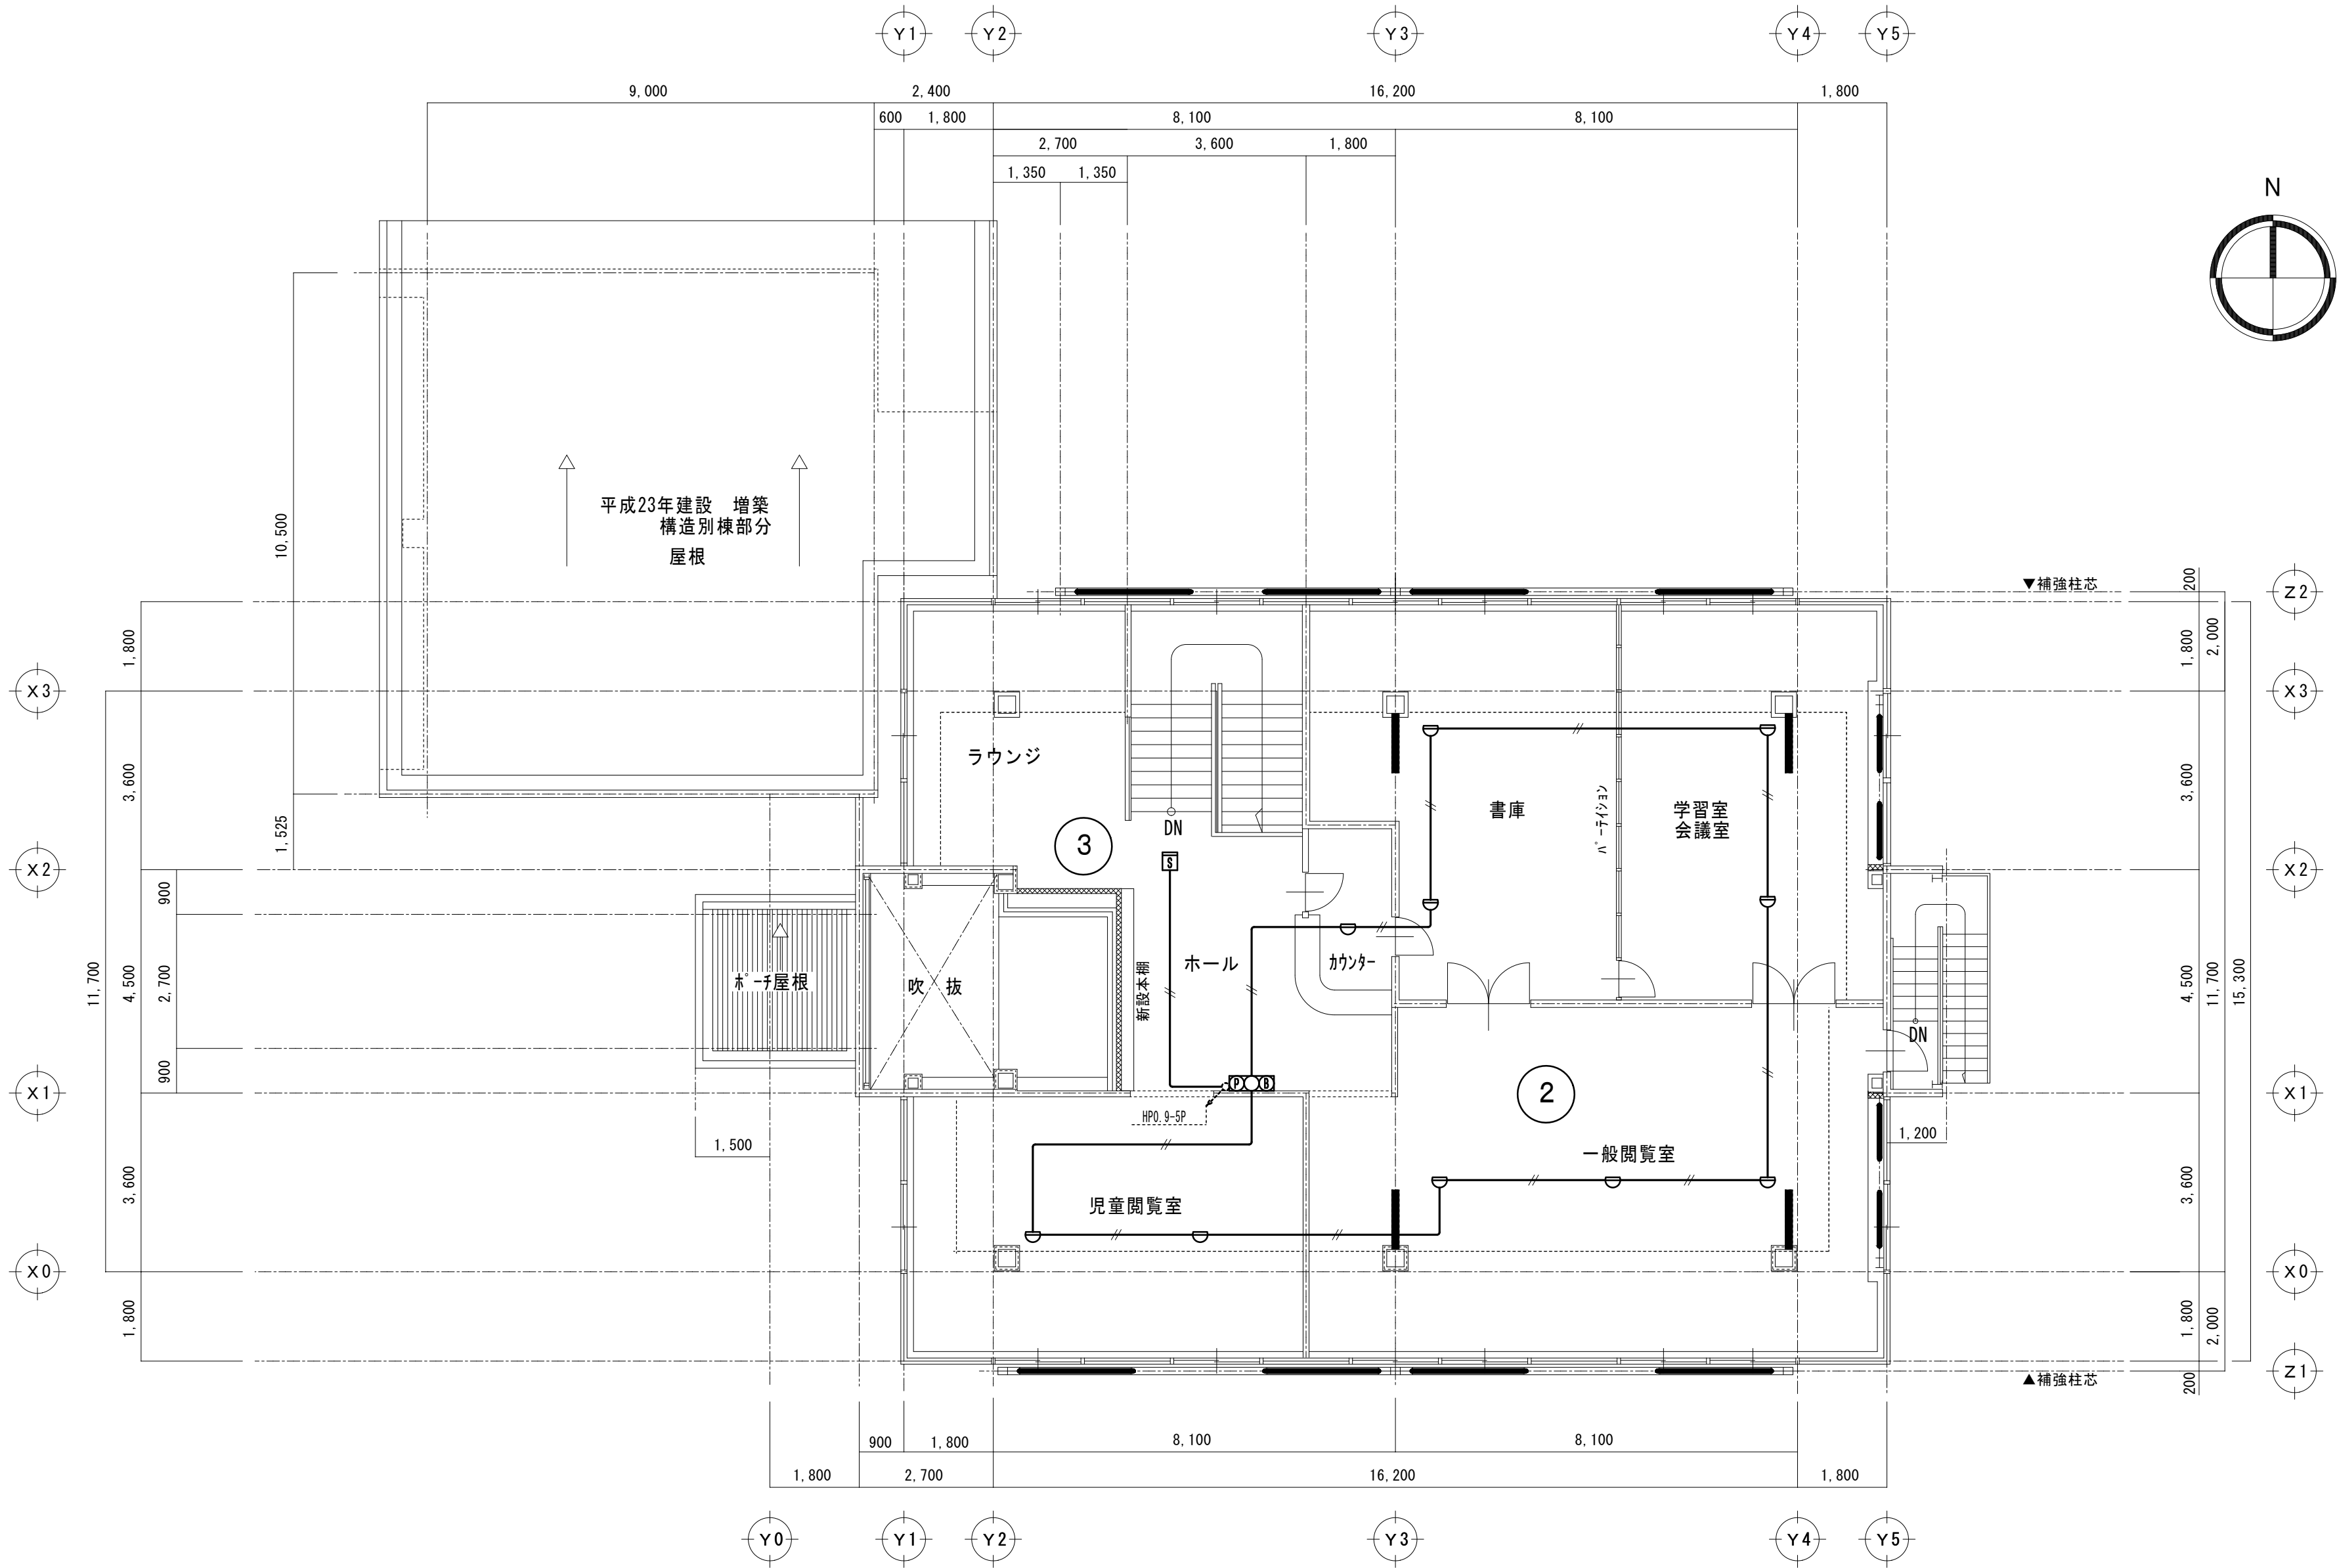 Y1
Y2
Y3
Y4
Y5
9,000
2,400
16,200
1,800
600
1,800
8,100
8,100
2,700
3,600
1,800
1,350
1,350
N
平成23年建設 増築
構造別棟部分
屋根
10,500
1,525
▼補強柱芯
200
Z2
1,800
1,800
2,000
X3
X3
ラウンジ
3,600
3,600
書庫
パーテイション
学習室
会議室
DN
3
S
X2
X2
900
11,700
4,500
2,700
ポーチ屋根
吹 抜
新設本棚
ホール
カウンター
DN
4,500
11,700
15,300
900
P
B
X1
X1
HP0.9-5P
2
1,500
1,200
一般閲覧室
3,600
3,600
児童閲覧室
X0
X0
1,800
1,800
2,000
▲補強柱芯
200
Z1
900
1,800
8,100
8,100
1,800
2,700
16,200
1,800
Y0
Y1
Y2
Y3
Y4
Y5